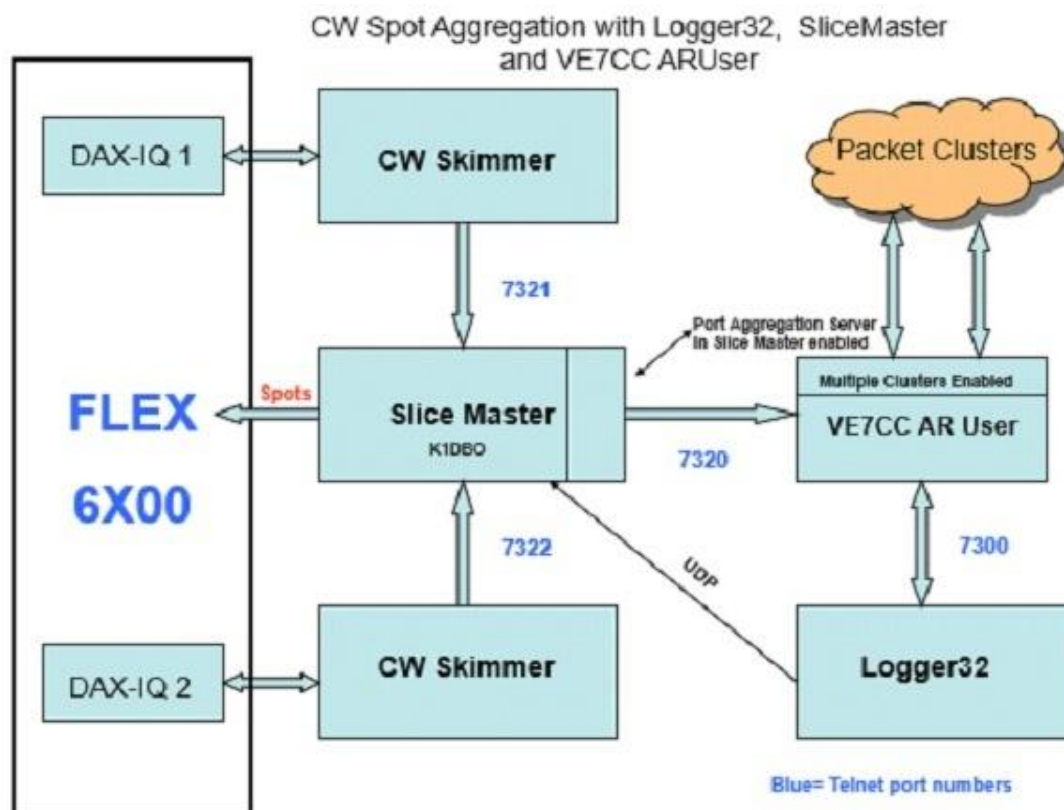 CW Spot Aggregation with Logger32, SliceMaster
and VE7CC ARUser
DAX-IQ 1
CW Skimmer
Packet Clusters
7321
Port Aggregation Server
In Slice Master enabled
Spots
FLEX
6X00
Slice Master
K1DBO
Multiple Clusters Enabled
VE7CC AR User
7320
7322
7300
UDP
DAX-IQ 2
CW Skimmer
Logger32
Blue= Telnet port numbers